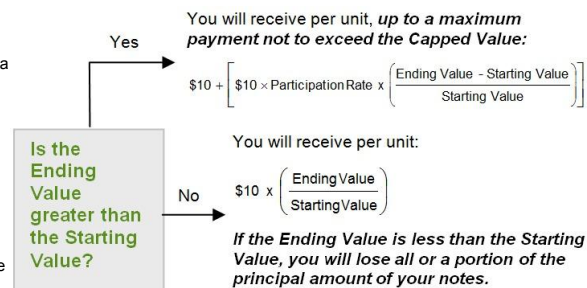 You will receive per unit, up to a maximum
payment not to exceed the Capped Value:
Yes
a
$10 + [ $10 × Participation Rate x ( Ending Value - Starting Value / Starting Value ) ]
Is the
Ending
Value
greater than
the Starting
Value?
e
No
You will receive per unit:
$10 x ( Ending Value / Starting Value )
If the Ending Value is less than the Starting
Value, you will lose all or a portion of the
principal amount of your notes.